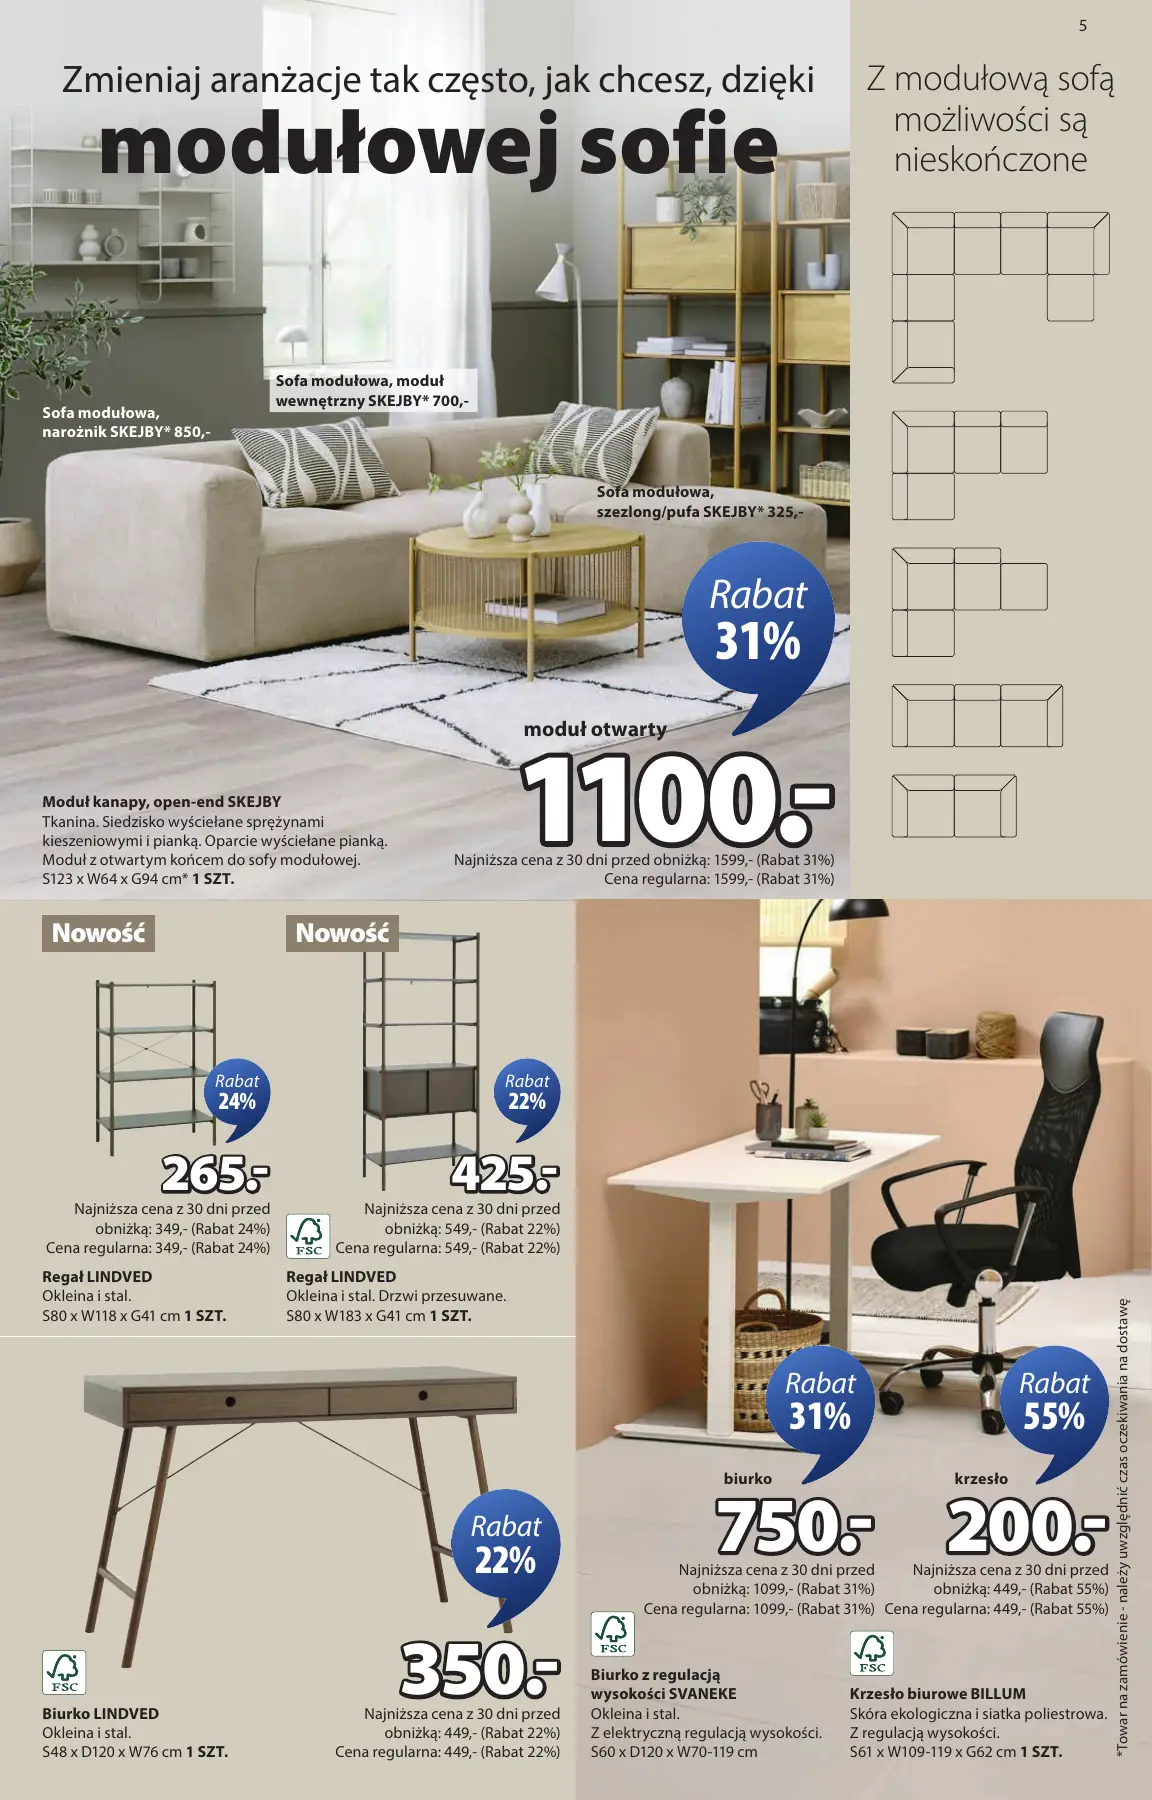 5
Zmieniaj aranżacje tak często, jak chcesz, dzięki
modułowej sofie
Z modułową sofą
możliwości są
nieskończone
Sofa modułowa, moduł
wewnętrzny SKEJBY* 700,-
Sofa modułowa,
narożnik SKEJBY* 850,-
Sofa modułowa,
szezlong/pufa SKEJBY* 325,-
Rabat
31%
moduł otwarty
1100.-
Najniższa cena z 30 dni przed obniżką: 1599,- (Rabat 31%)
Cena regularna: 1599,- (Rabat 31%)
Moduł kanapy, open-end SKEJBY
Tkanina. Siedzisko wyściełane sprężynami
kieszeniowymi i pianką. Oparcie wyściełane pianką.
Moduł z otwartym końcem do sofy modułowej.
S123 x W64 x G94 cm* 1 SZT.
Nowość
Rabat
24%
265.-
Najniższa cena z 30 dni przed
obniżką: 349,- (Rabat 24%)
Cena regularna: 349,- (Rabat 24%)
Regał LINDVED
Okleina i stal.
S80 x W118 x G41 cm 1 SZT.
Nowość
Rabat
22%
425.-
Najniższa cena z 30 dni przed
obniżką: 549,- (Rabat 22%)
Cena regularna: 549,- (Rabat 22%)
FSC
Regał LINDVED
Okleina i stal. Drzwi przesuwane.
S80 x W183 x G41 cm 1 SZT.
Rabat
22%
350.-
Najniższa cena z 30 dni przed
obniżką: 449,- (Rabat 22%)
Cena regularna: 449,- (Rabat 22%)
FSC
Biurko LINDVED
Okleina i stal.
S48 x D120 x W76 cm 1 SZT.
Rabat
31%
biurko
750.-
Najniższa cena z 30 dni przed
obniżką: 1099,- (Rabat 31%)
Cena regularna: 1099,- (Rabat 31%)
FSC
Biurko z regulacją
wysokości SVANEKE
Okleina i stal.
Z elektryczną regulacją wysokości.
S60 x D120 x W70-119 cm
Rabat
55%
krzesło
200.-
Najniższa cena z 30 dni przed
obniżką: 449,- (Rabat 55%)
Cena regularna: 449,- (Rabat 55%)
FSC
Krzesło biurowe BILLUM
Skóra ekologiczna i siatka poliestrowa.
Z regulacją wysokości.
S61 x W109-119 x G62 cm 1 SZT.
*Towar na zamówienie - należy uwzględnić czas oczekiwania na dostawę